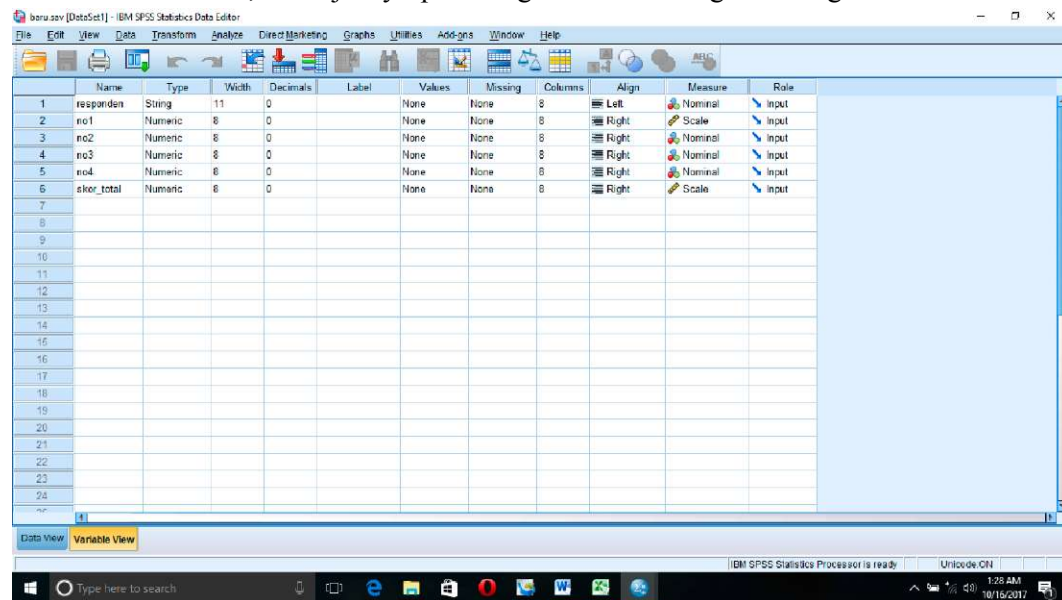 baru.sav [DataSet1] - IBM SPSS Statistics Data Editor
File Edit View Data Transform Analyze Direct Marketing Graphs Utilities Add-ons Window Help
Name Type Width Decimals Label Values Missing Columns Align Measure Role
1 responden String 11 0 None None 8 Left Nominal Input
2 no1 Numeric 8 0 None None 8 Right Scale Input
3 no2 Numeric 8 0 None None 8 Right Nominal Input
4 no3 Numeric 8 0 None None 8 Right Nominal Input
5 no4 Numeric 8 0 None None 8 Right Nominal Input
6 skor_total Numeric 8 0 None None 8 Right Scale Input
7
8
9
10
11
12
13
14
15
16
17
18
19
20
21
22
23
24
Data View Variable View
IBM SPSS Statistics Processor is ready Unicode:ON
Type here to search
1:28 AM
10/16/2017